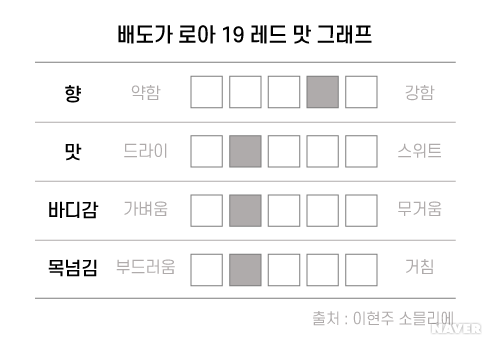 배도가 로아 19 레드 맛 그래프
향 약함 강함
맛 드라이 스위트
바디감 가벼움 무거움
목넘김 부드러움 거침
출처 : 이현주 소믈리에
NAVER